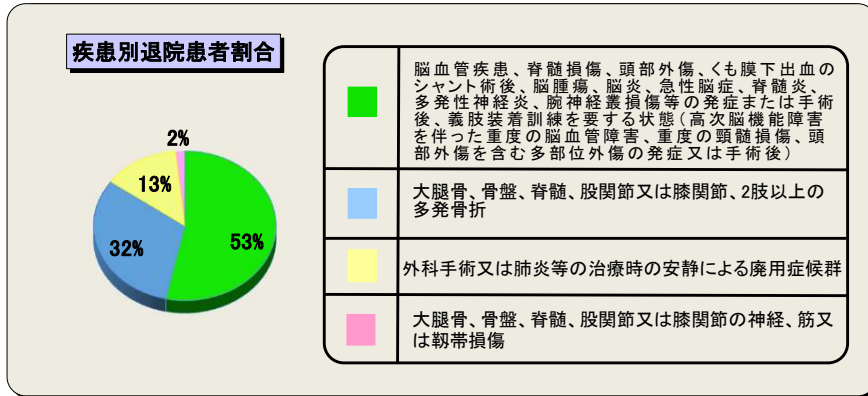 疾患別退院患者割合
2%
13%
32%
53%
脳血管疾患、脊髄損傷、頭部外傷、くも膜下出血の
シャント術後、脳腫瘍、脳炎、急性脳症、脊髄炎、
多発性神経炎、腕神経叢損傷等の発症または手術
後、義肢装着訓練を要する状態（高次脳機能障害
を伴った重度の脳血管障害、重度の頸髄損傷、頭
部外傷を含む多部位外傷の発症又は手術後）
大腿骨、骨盤、脊髄、股関節又は膝関節、2肢以上の
多発骨折
外科手術又は肺炎等の治療時の安静による廃用症候群
大腿骨、骨盤、脊髄、股関節又は膝関節の神経、筋又
は靱帯損傷